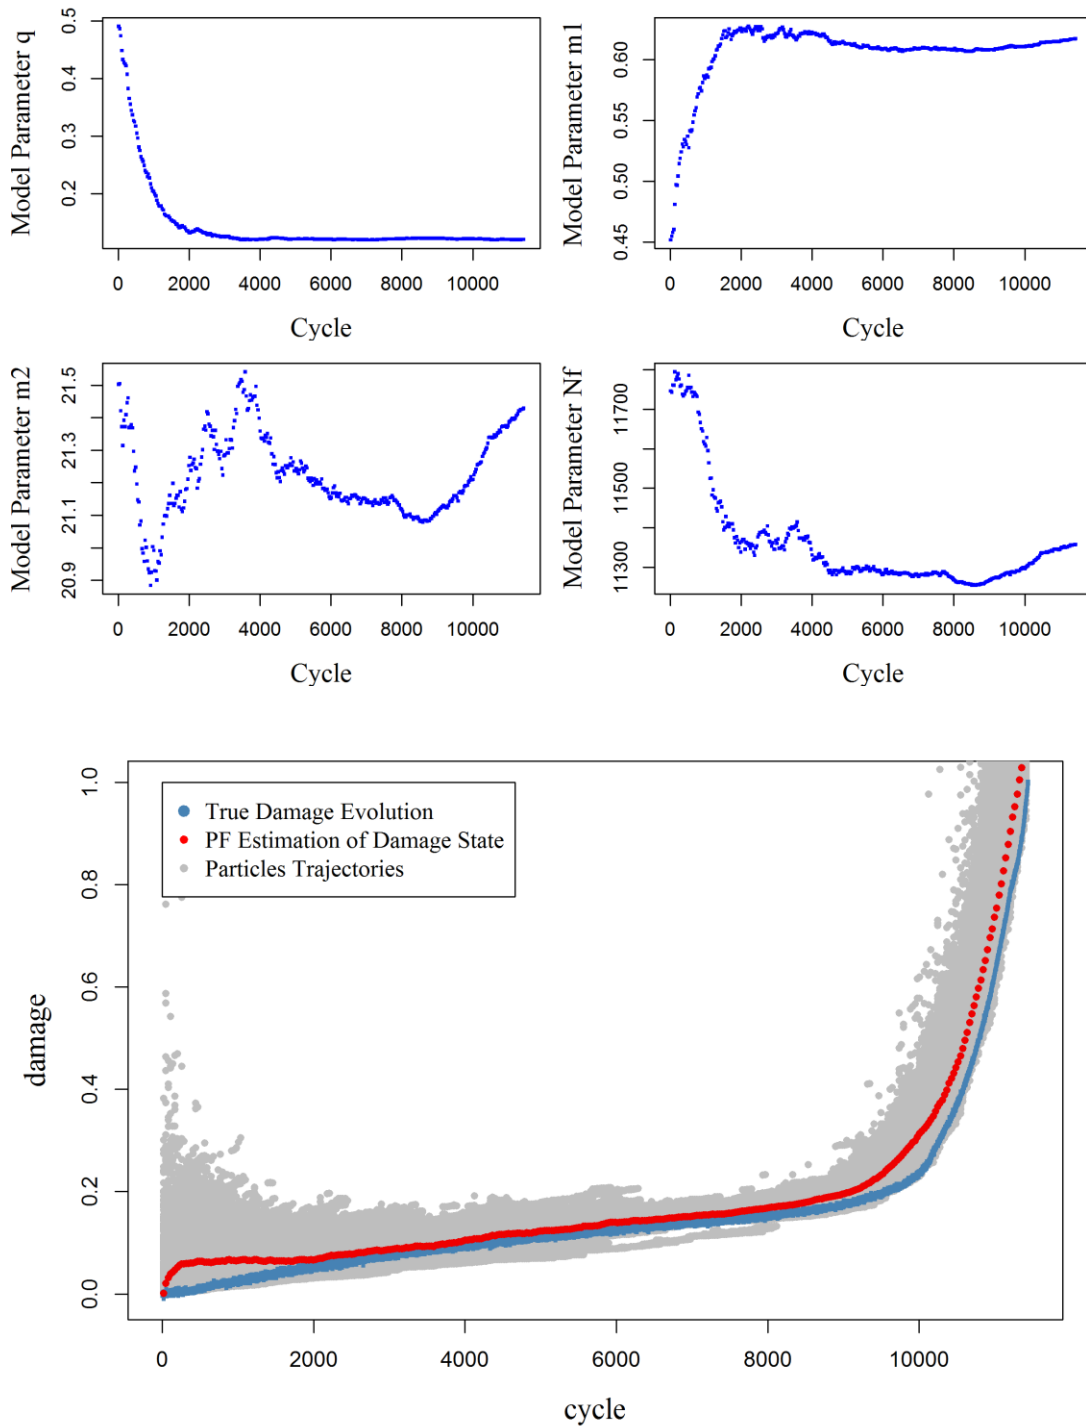 Model Parameter q
0.5
0.3
0.2
0 2000 4000 6000 8000 10000
Cycle
Model Parameter m1
0.60
0.55
0.50
0.45
0 2000 4000 6000 8000 10000
Cycle
Model Parameter m2
21.5
21.3
21.1
20.9
0 2000 4000 6000 8000 10000
Cycle
Model Parameter Nf
11700
11500
11300
0 2000 4000 6000 8000 10000
Cycle
damage
1.0
0.8
0.6
0.4
0.2
0.0
True Damage Evolution
PF Estimation of Damage State
Particles Trajectories
0 2000 4000 6000 8000 10000
cycle